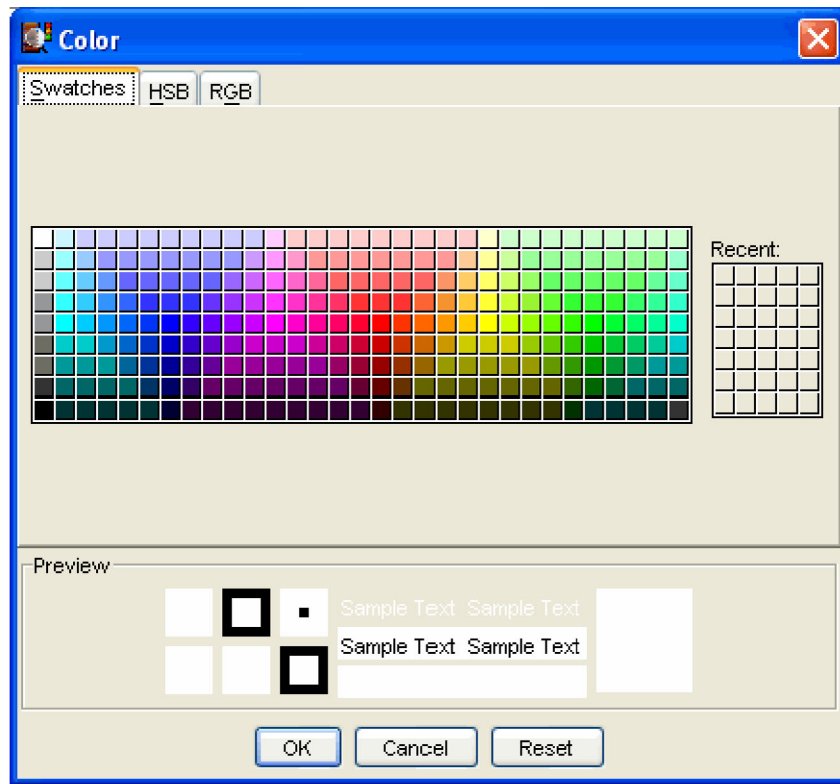 Color
Swatches HSB RGB
Recent:
Preview
Sample Text Sample Text
Sample Text Sample Text
OK Cancel Reset